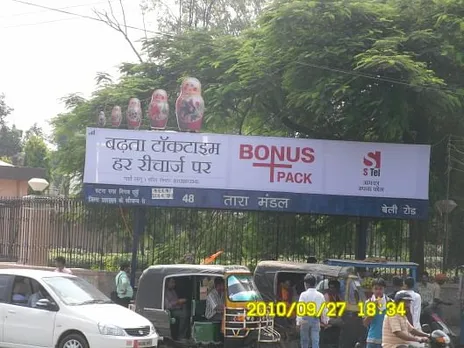 बढ़ता टॉकटाइम
हर रीचार्ज पर
BONUS
PACK
S Tel
48
तारा मंडल
बेली रोड
2010/09/27 18:34